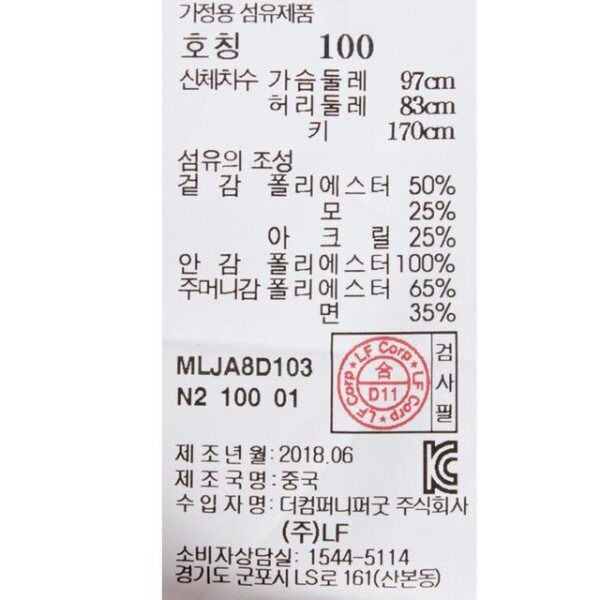 가정용 섬유제품
호칭 100
신체치수 가슴둘레 97cm
허리둘레 83cm
키 170cm
섬유의 조성
겉감 폴리에스터 50%
모 25%
아크릴 25%
안감 폴리에스터 100%
주머니감 폴리에스터 65%
면 35%
MLJA8D103
N2 100 01
LF Corp ★ LF Corp ★ LF Corp ★
合
D11
검사필
제조년월: 2018.06
제조국명: 중국
수입자명: 더컴퍼니퍼굿 주식회사
(주)LF
소비자상담실: 1544-5114
경기도 군포시 LS로 161(산본동)